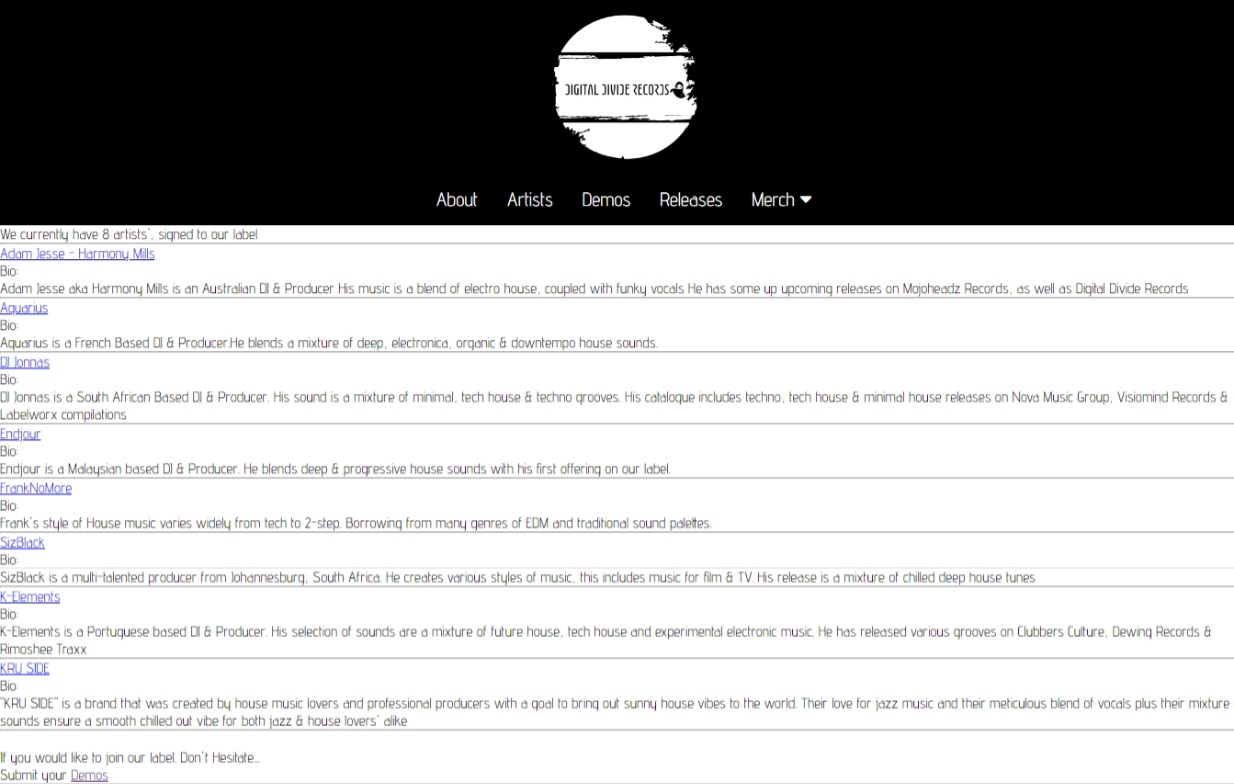 DIGITAL DIVIDE RECORDS
About Artists Demos Releases Merch
We currently have 8 artists', signed to our label
Adam Jesse - Harmony Mills
Bio:
Adam Jesse aka Harmony Mills is an Australian DJ & Producer His music is a blend of electro house, coupled with funky vocals He has some up upcoming releases on Mojoheadz Records, as well as Digital Divide Records
Aquarius
Bio:
Aquarius is a French Based DJ & Producer.He blends a mixture of deep, electronica, organic & downtempo house sounds.
DJ Jonnas
Bio:
DJ Jonnas is a South African Based DJ & Producer. His sound is a mixture of minimal, tech house & techno grooves. His catalogue includes techno, tech house & minimal house releases on Nova Music Group, Visiomind Records &
Labelworx compilations
Endjour
Bio:
Endjour is a Malaysian based DJ & Producer. He blends deep & progressive house sounds with his first offering on our label.
FrankNoMore
Bio:
Frank's style of House music varies widely from tech to 2-step. Borrowing from many genres of EDM and traditional sound palettes.
SizBlack
Bio:
SizBlack is a multi-talented producer from Johannesburg, South Africa. He creates various styles of music, this includes music for film & TV. His release is a mixture of chilled deep house tunes
K-Elements
Bio:
K-Elements is a Portuguese based DJ & Producer. His selection of sounds are a mixture of future house, tech house and experimental electronic music. He has released various grooves on Clubbers Culture, Dewing Records &
Rimoshee Traxx
KRU SIDE
Bio:
"KRU SIDE" is a brand that was created by house music lovers and professional producers with a goal to bring out sunny house vibes to the world. Their love for jazz music and their meticulous blend of vocals plus their mixture
sounds ensure a smooth chilled out vibe for both jazz & house lovers' alike
If you would like to join our label. Don't Hesitate...
Submit your Demos